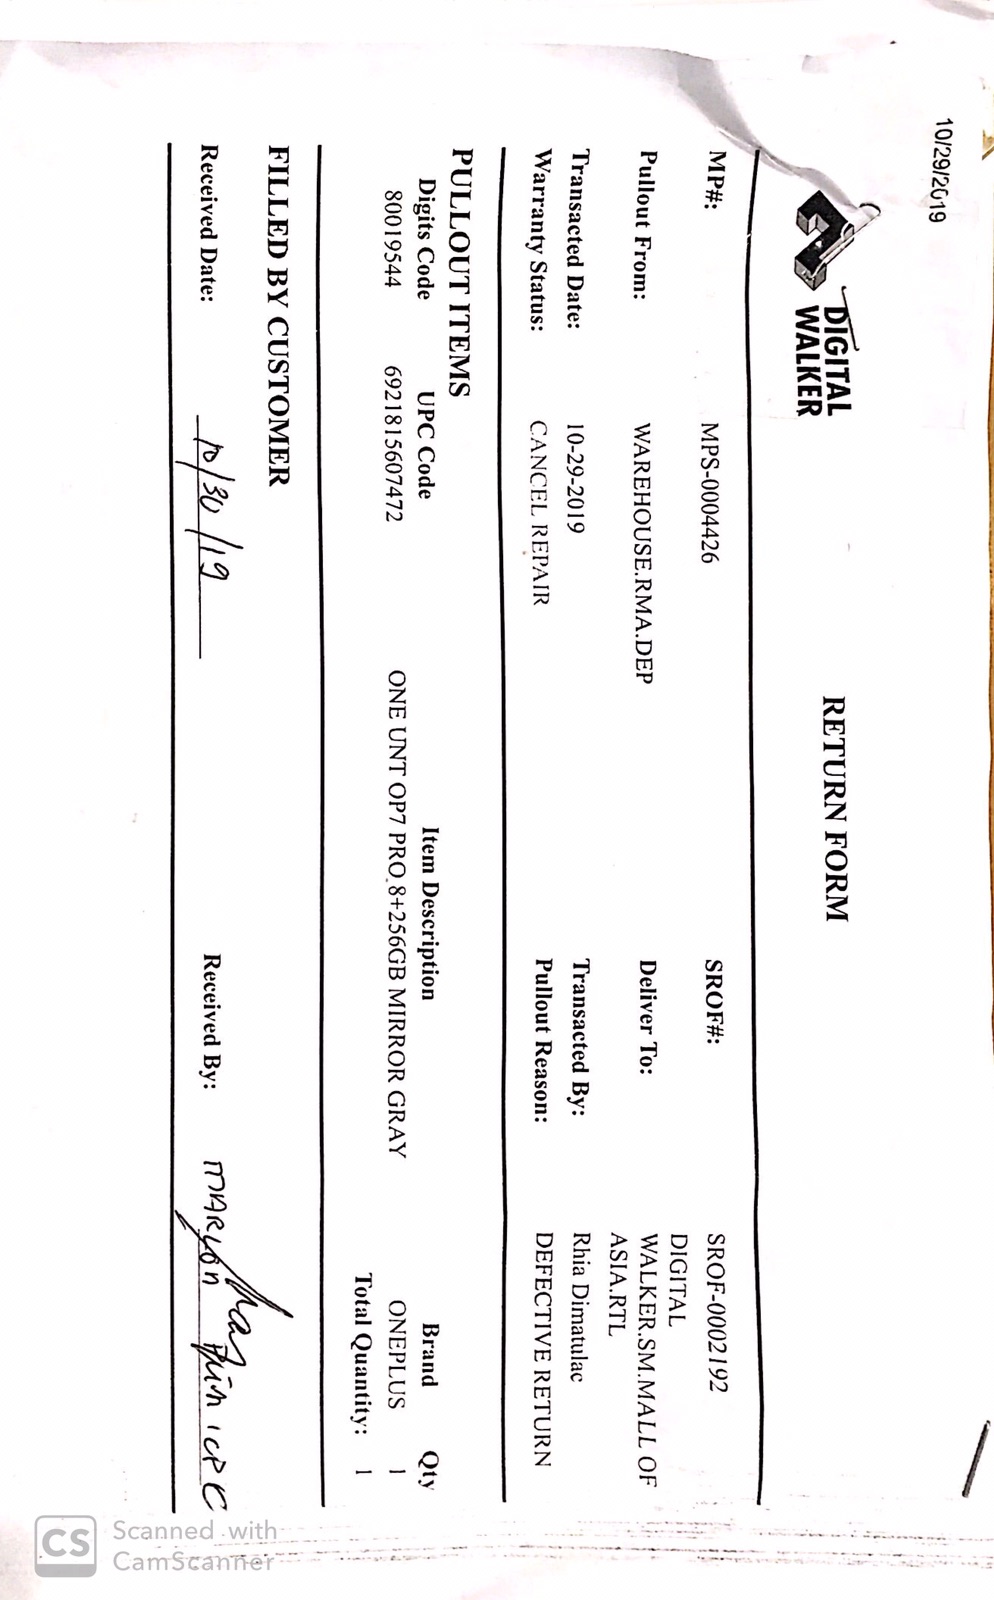 10/29/2019
DIGITAL
WALKER
RETURN FORM
MP#: MPS-0004426 SROF#: SROF-0002192
Pullout From: WAREHOUSE.RMA.DEP Deliver To: DIGITAL
WALKER.SM.MALL OF
ASIA.RTL
Transacted Date: 10-29-2019 Transacted By: Rhia Dimatulac
Warranty Status: CANCEL REPAIR Pullout Reason: DEFECTIVE RETURN
PULLOUT ITEMS
Digits Code UPC Code Item Description Brand Qty
80019544 6921815607472 ONE UNT OP7 PRO 8+256GB MIRROR GRAY ONEPLUS 1
Total Quantity: 1
FILLED BY CUSTOMER
Received Date: 10/30/19 Received By: MARLON
CS Scanned with
CamScanner